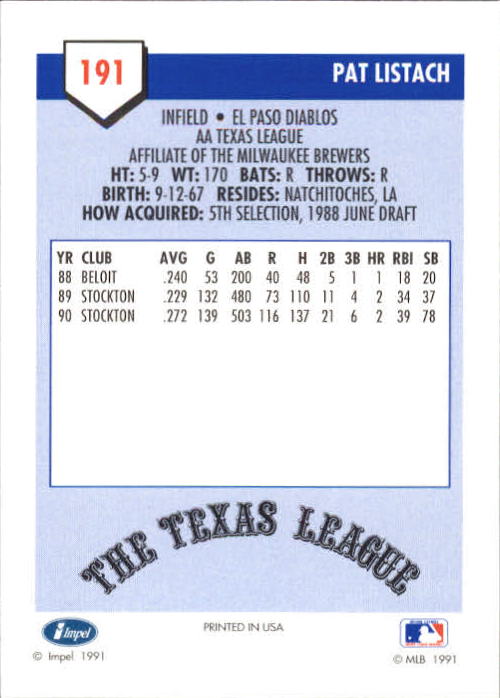 191
PAT LISTACH
INFIELD • EL PASO DIABLOS
AA TEXAS LEAGUE
AFFILIATE OF THE MILWAUKEE BREWERS
HT: 5-9 WT: 170 BATS: R THROWS: R
BIRTH: 9-12-67 RESIDES: NATCHITOCHES, LA
HOW ACQUIRED: 5TH SELECTION, 1988 JUNE DRAFT
YR CLUB AVG G AB R H 2B 3B HR RBI SB
88 BELOIT .240 53 200 40 48 5 1 1 18 20
89 STOCKTON .229 132 480 73 110 11 4 2 34 37
90 STOCKTON .272 139 503 116 137 21 6 2 39 78
THE TEXAS LEAGUE
impel
PRINTED IN USA
© Impel 1991
© MLB 1991